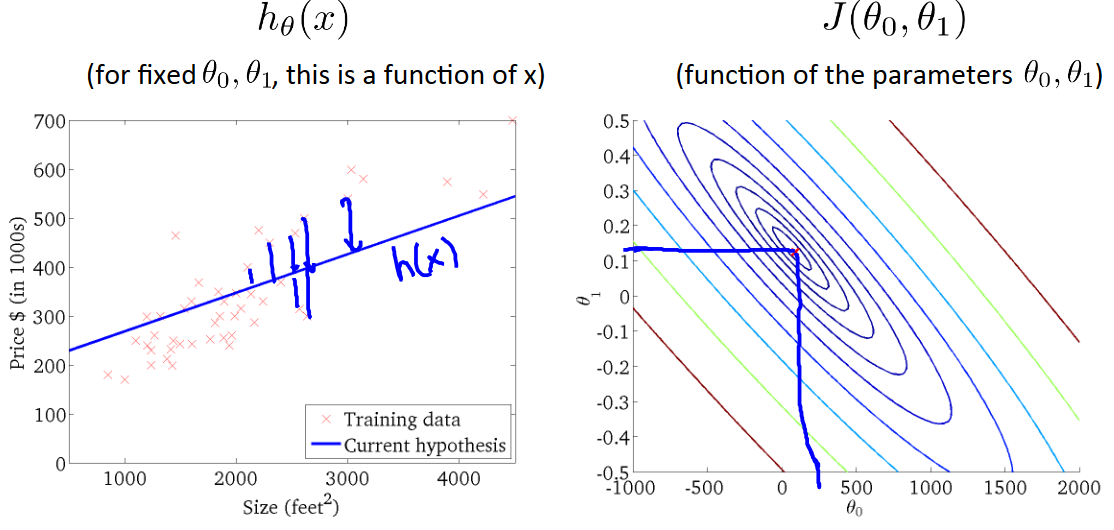 h_θ(x)
(for fixed θ₀, θ₁, this is a function of x)
700
600
500
400
300
200
100
0
Price $ (in 1000s)
1000 2000 3000 4000
Size (feet²)
h(x)
Training data
Current hypothesis
J(θ₀, θ₁)
(function of the parameters θ₀, θ₁)
0.5
0.4
0.3
0.2
0.1
0
-0.1
-0.2
-0.3
-0.4
-0.5
θ₁
-1000 -500 0 500 1000 1500 2000
θ₀